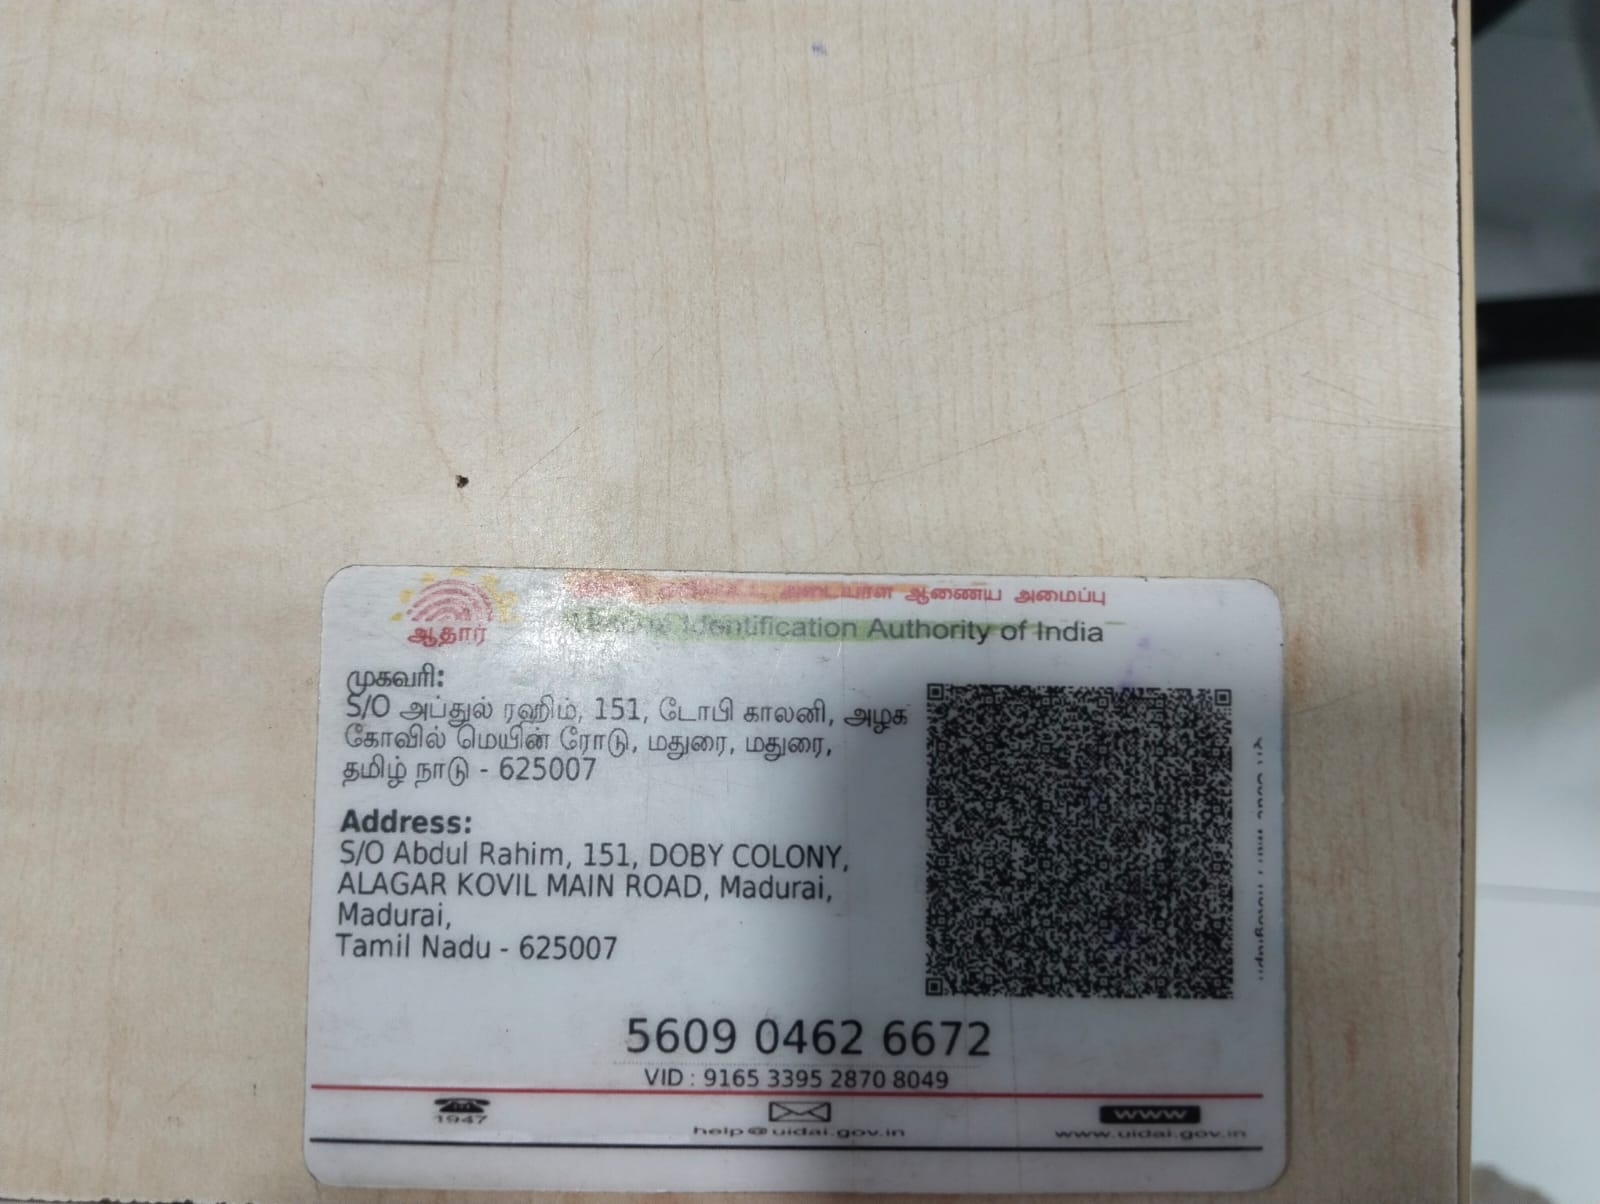 ஆதார்
அடையாள ஆணைய அமைப்பு
Identification Authority of India
முகவரி:
S/O அப்துல் ரஹிம், 151, டோபி காலனி, அழக
கோவில் மெயின் ரோடு, மதுரை, மதுரை,
தமிழ் நாடு - 625007
Address:
S/O Abdul Rahim, 151, DOBY COLONY,
ALAGAR KOVIL MAIN ROAD, Madurai,
Madurai,
Tamil Nadu - 625007
5609 0462 6672
VID : 9165 3395 2870 8049
1947
help@uidai.gov.in
WWW
www.uidai.gov.in